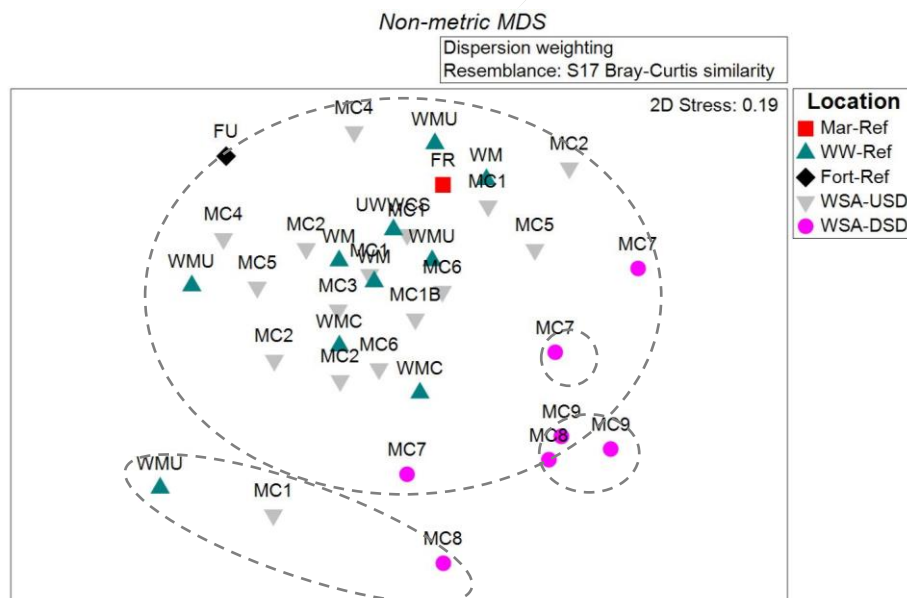 Non-metric MDS
Dispersion weighting
Resemblance: S17 Bray-Curtis similarity
2D Stress: 0.19
Location
Mar-Ref
WW-Ref
Fort-Ref
WSA-USD
WSA-DSD
MC4
WMU
FU
FR
WM
MC2
MC1
UWWCS
MC1
MC4
MC2
WM
WMU
MC5
MC7
WMU
MC5
MC1
WM
MC6
MC3
MC1B
WMC
MC7
MC2
MC2
MC6
WMC
MC9
MC9
MC8
MC7
WMU
MC1
MC8